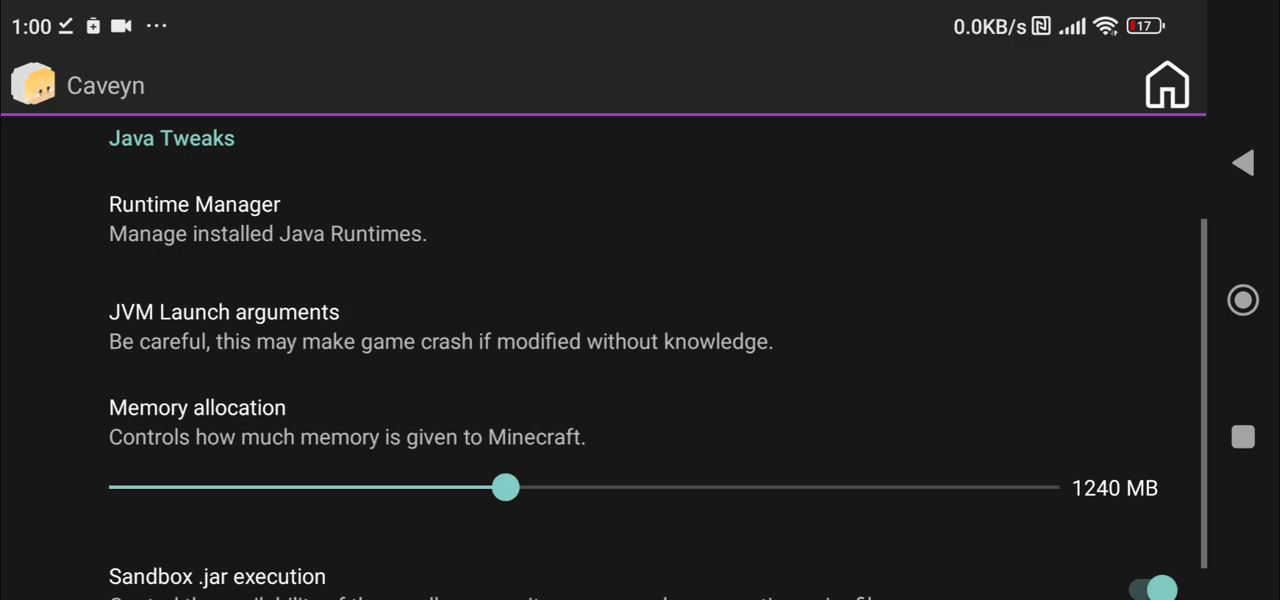 1:00 ... 0.0KB/s 17
Caveyn
Java Tweaks
Runtime Manager
Manage installed Java Runtimes.
JVM Launch arguments
Be careful, this may make game crash if modified without knowledge.
Memory allocation
Controls how much memory is given to Minecraft.
1240 MB
Sandbox .jar execution